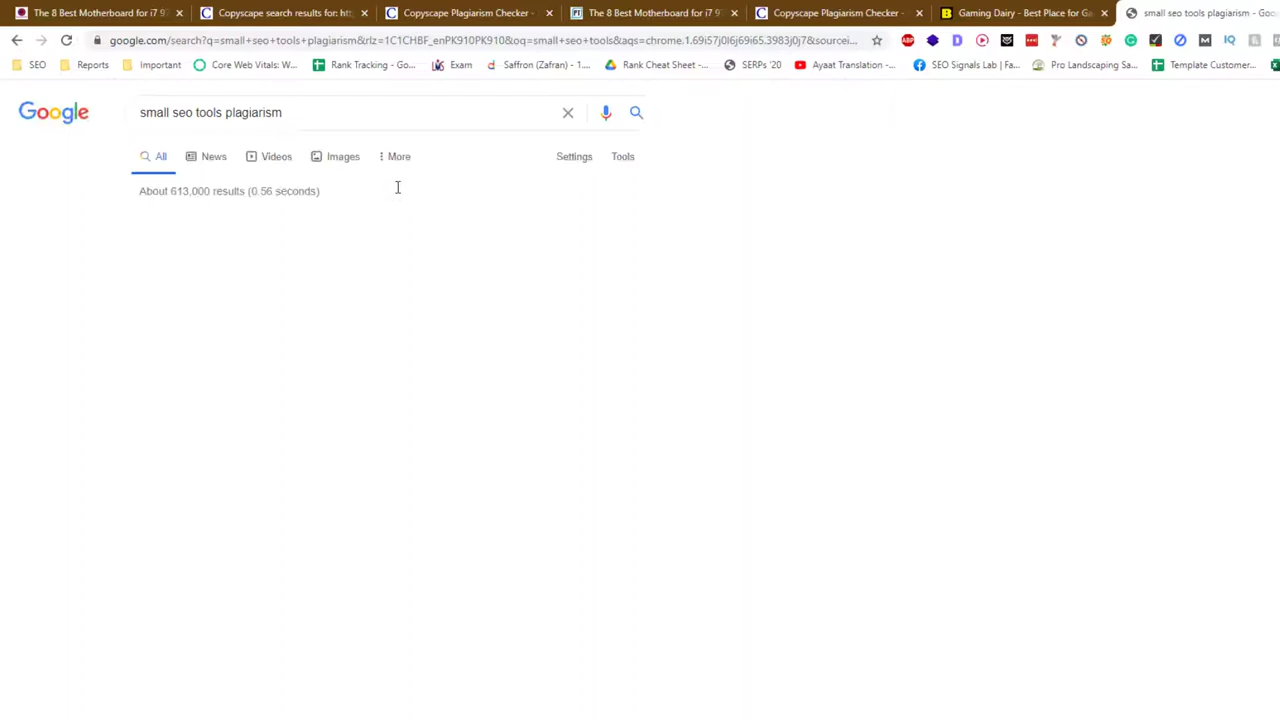 The 8 Best Motherboard for i7 9
Copyscape search results for: htt
Copyscape Plagiarism Checker -
The 8 Best Motherboard for i7 9
Copyscape Plagiarism Checker -
Gaming Dairy - Best Place for Ga
small seo tools plagiarism - Goo
google.com/search?q=small+seo+tools+plagiarism&rlz=1C1CHBF_enPK910PK910&oq=small+seo+tools&aqs=chrome.1.69i57j0l6j69i65.3983j0j7&sourcei...
ABP
D
M
IQ
SEO
Reports
Important
Core Web Vitals: W...
Rank Tracking - Go...
Exam
Saffron (Zafran) - 1...
Rank Cheat Sheet -...
SERPs '20
Ayaat Translation -...
SEO Signals Lab | Fa...
Pro Landscaping Sa...
Template Customer...
Google
small seo tools plagiarism
All
News
Videos
Images
More
Settings
Tools
About 613,000 results (0.56 seconds)